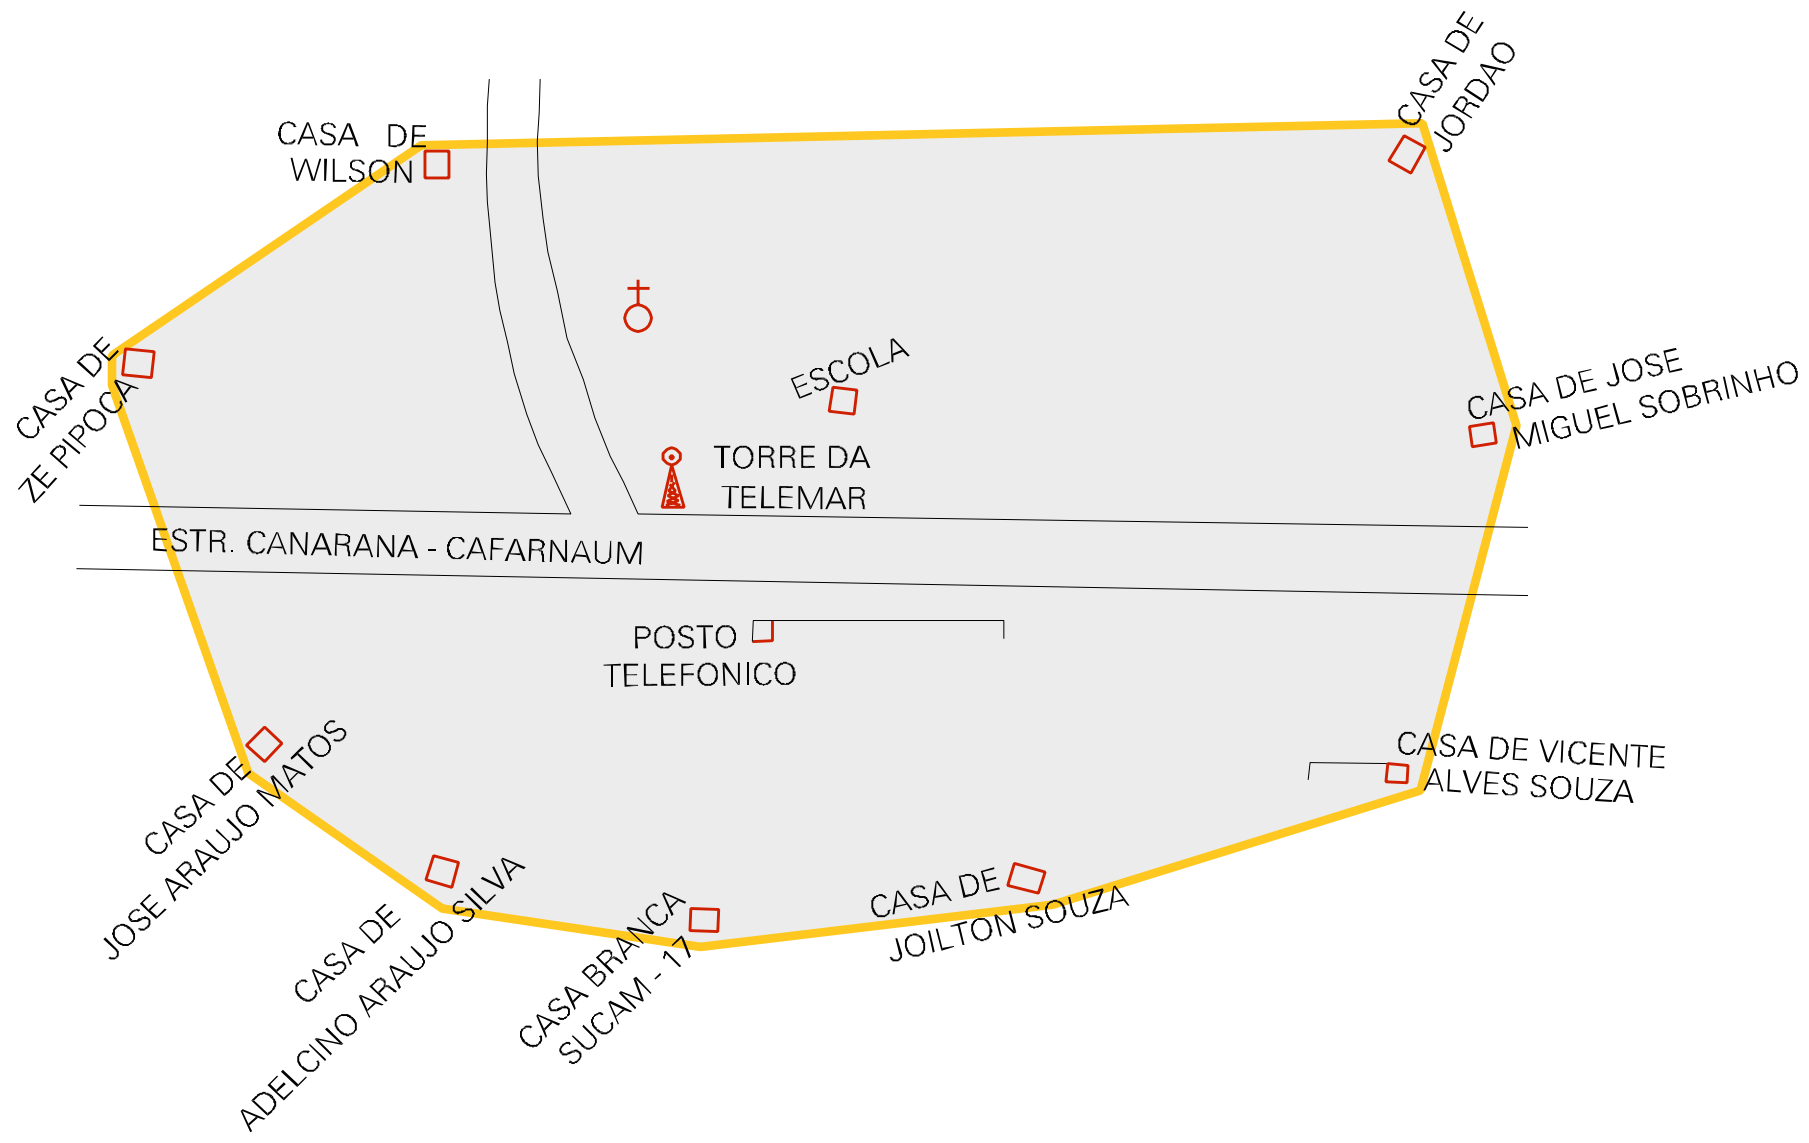 CASA DE
JORDAO
CASA DE
WILSON
CASA DE
ZE PIPOCA
ESCOLA
CASA DE JOSE
MIGUEL SOBRINHO
TORRE DA
TELEMAR
ESTR. CANARANA - CAFARNAUM
POSTO
TELEFONICO
CASA DE VICENTE
ALVES SOUZA
CASA DE
JOSE ARAUJO MATOS
CASA DE
ADELCINO ARAUJO SILVA
CASA BRANCA
SUCAM - 17
CASA DE
JOILTON SOUZA